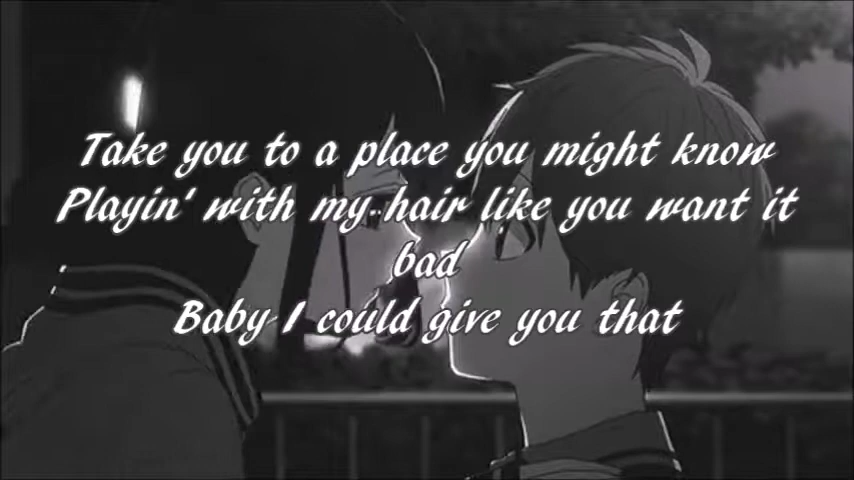 Take you to a place you might know
Playin' with my hair like you want it
bad
Baby I could give you that